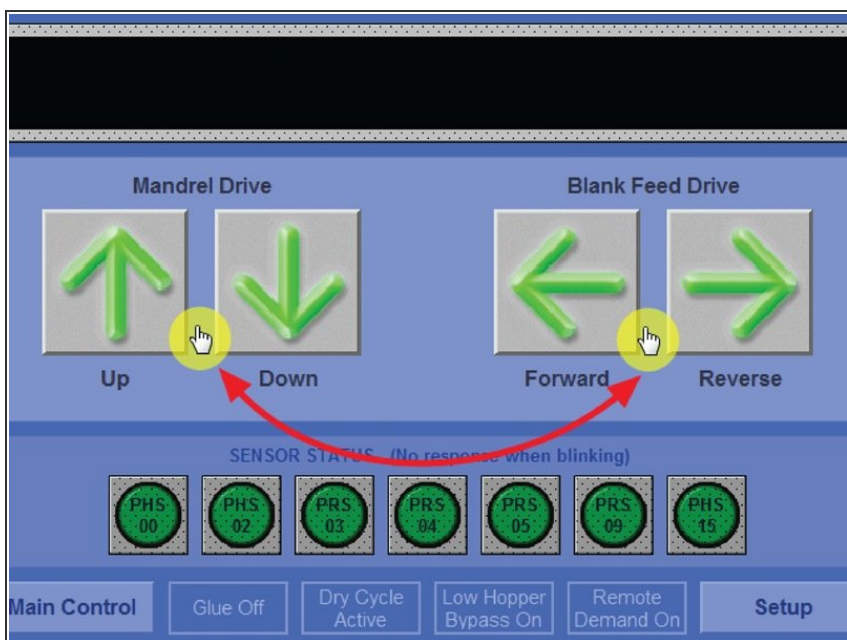 Mandrel Drive
Blank Feed Drive
Up
Down
Forward
Reverse
SENSOR STATUS (No response when blinking)
PHS
00
PHS
02
PRS
03
PRS
04
PRS
05
PRS
09
PHS
15
Main Control
Glue Off
Dry Cycle
Active
Low Hopper
Bypass On
Remote
Demand On
Setup